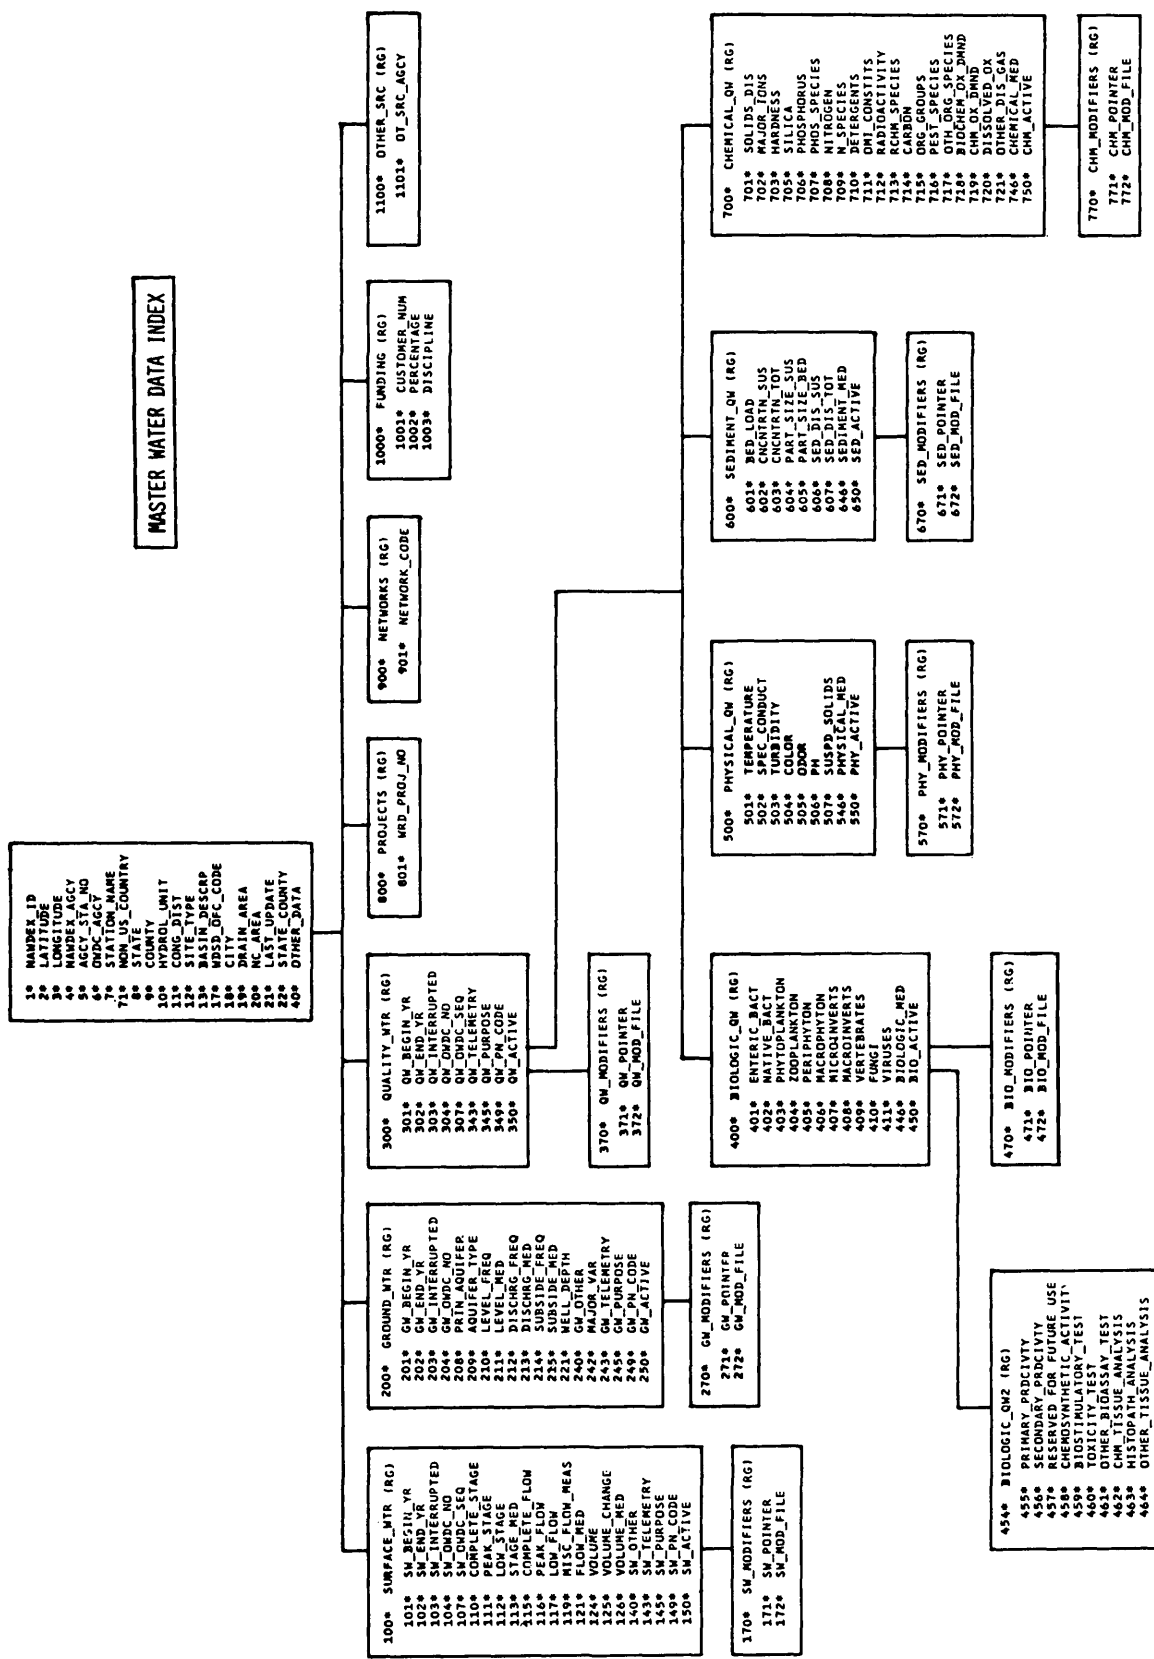 MASTER WATER DATA INDEX
1* NAWDEX_ID
2* LATITUDE
3* LONGITUDE
4* NAWDEX_AGCY
5* AGCY_STA_NO
6* OWDC_AGCY
7* STATION_NAME
71* NON_US_COUNTRY
8* STATE
9* COUNTY
10* HYDROL_UNIT
11* CONG_DIST
12* SITE_TYPE
13* BASIN_DESCRP
17* WDSD_OFC_CODE
18* CITY
19* DRAIN_AREA
20* NC_AREA
21* LAST_UPDATE
22* STATE_COUNTY
40* OTHER_DATA
100* SURFACE_WTR (RG)
101* SW_BEGIN_YR
102* SW_END_YR
103* SW_INTERRUPTED
104* SW_OWDC_NO
107* SW_OWDC_SEQ
110* COMPLETE_STAGE
111* PEAK_STAGE
112* LOW_STAGE
113* STAGE_MED
115* COMPLETE_FLOW
116* PEAK_FLOW
117* LOW_FLOW
119* MISC_FLOW_MEAS
121* FLOW_MED
124* VOLUME
125* VOLUME_CHANGE
126* VOLUME_MED
140* SW_OTHER
143* SW_TELEMETRY
145* SW_PURPOSE
149* SW_PN_CODE
150* SW_ACTIVE
200* GROUND_WTR (RG)
201* GW_BEGIN_YR
202* GW_END_YR
203* GW_INTERRUPTED
204* GW_OWDC_NO
208* PRIN_AQUIFER
209* AQUIFER_TYPE
210* LEVEL_FREQ
211* LEVEL_MED
212* DISCHRG_FREQ
213* DISCHRG_MED
214* SUBSIDE_FREQ
215* SUBSIDE_MED
221* WELL_DEPTH
240* GW_OTHER
242* MAJOR_VAR
243* GW_TELEMETRY
245* GW_PURPOSE
249* GW_PN_CODE
250* GW_ACTIVE
300* QUALITY_WTR (RG)
301* QW_BEGIN_YR
302* QW_END_YR
303* QW_INTERRUPTED
304* QW_OWDC_NO
307* QW_OWDC_SEQ
343* QW_TELEMETRY
345* QW_PURPOSE
349* QW_PN_CODE
350* QW_ACTIVE
800* PROJECTS (RG)
801* WRD_PROJ_NO
900* NETWORKS (RG)
901* NETWORK_CODE
1000* FUNDING (RG)
1001* CUSTOMER_NUM
1002* PERCENTAGE
1003* DISCIPLINE
1100* OTHER_SRC (RG)
1101* OT_SRC_AGCY
170* SW_MODIFIERS (RG)
171* SW_POINTER
172* SW_MOD_FILE
270* GW_MODIFIERS (RG)
271* GW_POINTER
272* GW_MOD_FILE
370* QW_MODIFIERS (RG)
371* QW_POINTER
372* QW_MOD_FILE
400* BIOLOGIC_QW (RG)
401* ENTERIC_BACT
402* NATIVE_BACT
403* PHYTOPLANKTON
404* ZOOPLANKTON
405* PERIPHYTON
406* MACROPHYTON
407* MICROINVERTS
408* MACROINVERTS
409* VERTEBRATES
410* FUNGI
411* VIRUSES
446* BIOLOGIC_MED
450* BIO_ACTIVE
500* PHYSICAL_QW (RG)
501* TEMPERATURE
502* SPEC_CONDUCT
503* TURBIDITY
504* COLOR
505* ODOR
506* PH
507* SUSPD_SOLIDS
546* PHYSICAL_MED
550* PHY_ACTIVE
600* SEDIMENT_QW (RG)
601* BED_LOAD
602* CNCNTRTN_SUS
603* CNCNTRTN_TOT
604* PART_SIZE_SUS
605* PART_SIZE_BED
606* SED_DIS_SUS
607* SED_DIS_TOT
646* SEDIMENT_MED
650* SED_ACTIVE
700* CHEMICAL_QW (RG)
701* SOLIDS_DIS
702* MAJOR_IONS
703* HARDNESS
705* SILICA
706* PHOSPHORUS
707* PHOS_SPECIES
708* NITROGEN
709* N_SPECIES
710* DETERGENTS
711* OMI_CONSTITS
712* RADIOACTIVITY
713* RCHM_SPECIES
714* CARBON
715* ORG_GROUPS
716* PEST_SPECIES
717* OTH_ORG_SPECIES
718* BIOCHEM_OX_DMND
719* CHM_OX_DMND
720* DISSOLVED_OX
721* OTHER_DIS_GAS
746* CHEMICAL_MED
750* CHM_ACTIVE
454* BIOLOGIC_QW2 (RG)
455* PRIMARY_PRDCIVTY
456* SECONDARY_PRDCIVTY
457* RESERVED FOR FUTURE USE
458* CHEMOSYNTHETIC_ACTIVITY
459* BIOSTIMULATORY_TEST
460* TOXICITY_TEST
461* OTHER_BIOASSAY_TEST
462* CHM_TISSUE_ANALYSIS
463* HISTOPATH_ANALYSIS
464* OTHER_TISSUE_ANALYSIS
470* BIO_MODIFIERS (RG)
471* BIO_POINTER
472* BIO_MOD_FILE
570* PHY_MODIFIERS (RG)
571* PHY_POINTER
572* PHY_MOD_FILE
670* SED_MODIFIERS (RG)
671* SED_POINTER
672* SED_MOD_FILE
770* CHM_MODIFIERS (RG)
771* CHM_POINTER
772* CHM_MOD_FILE